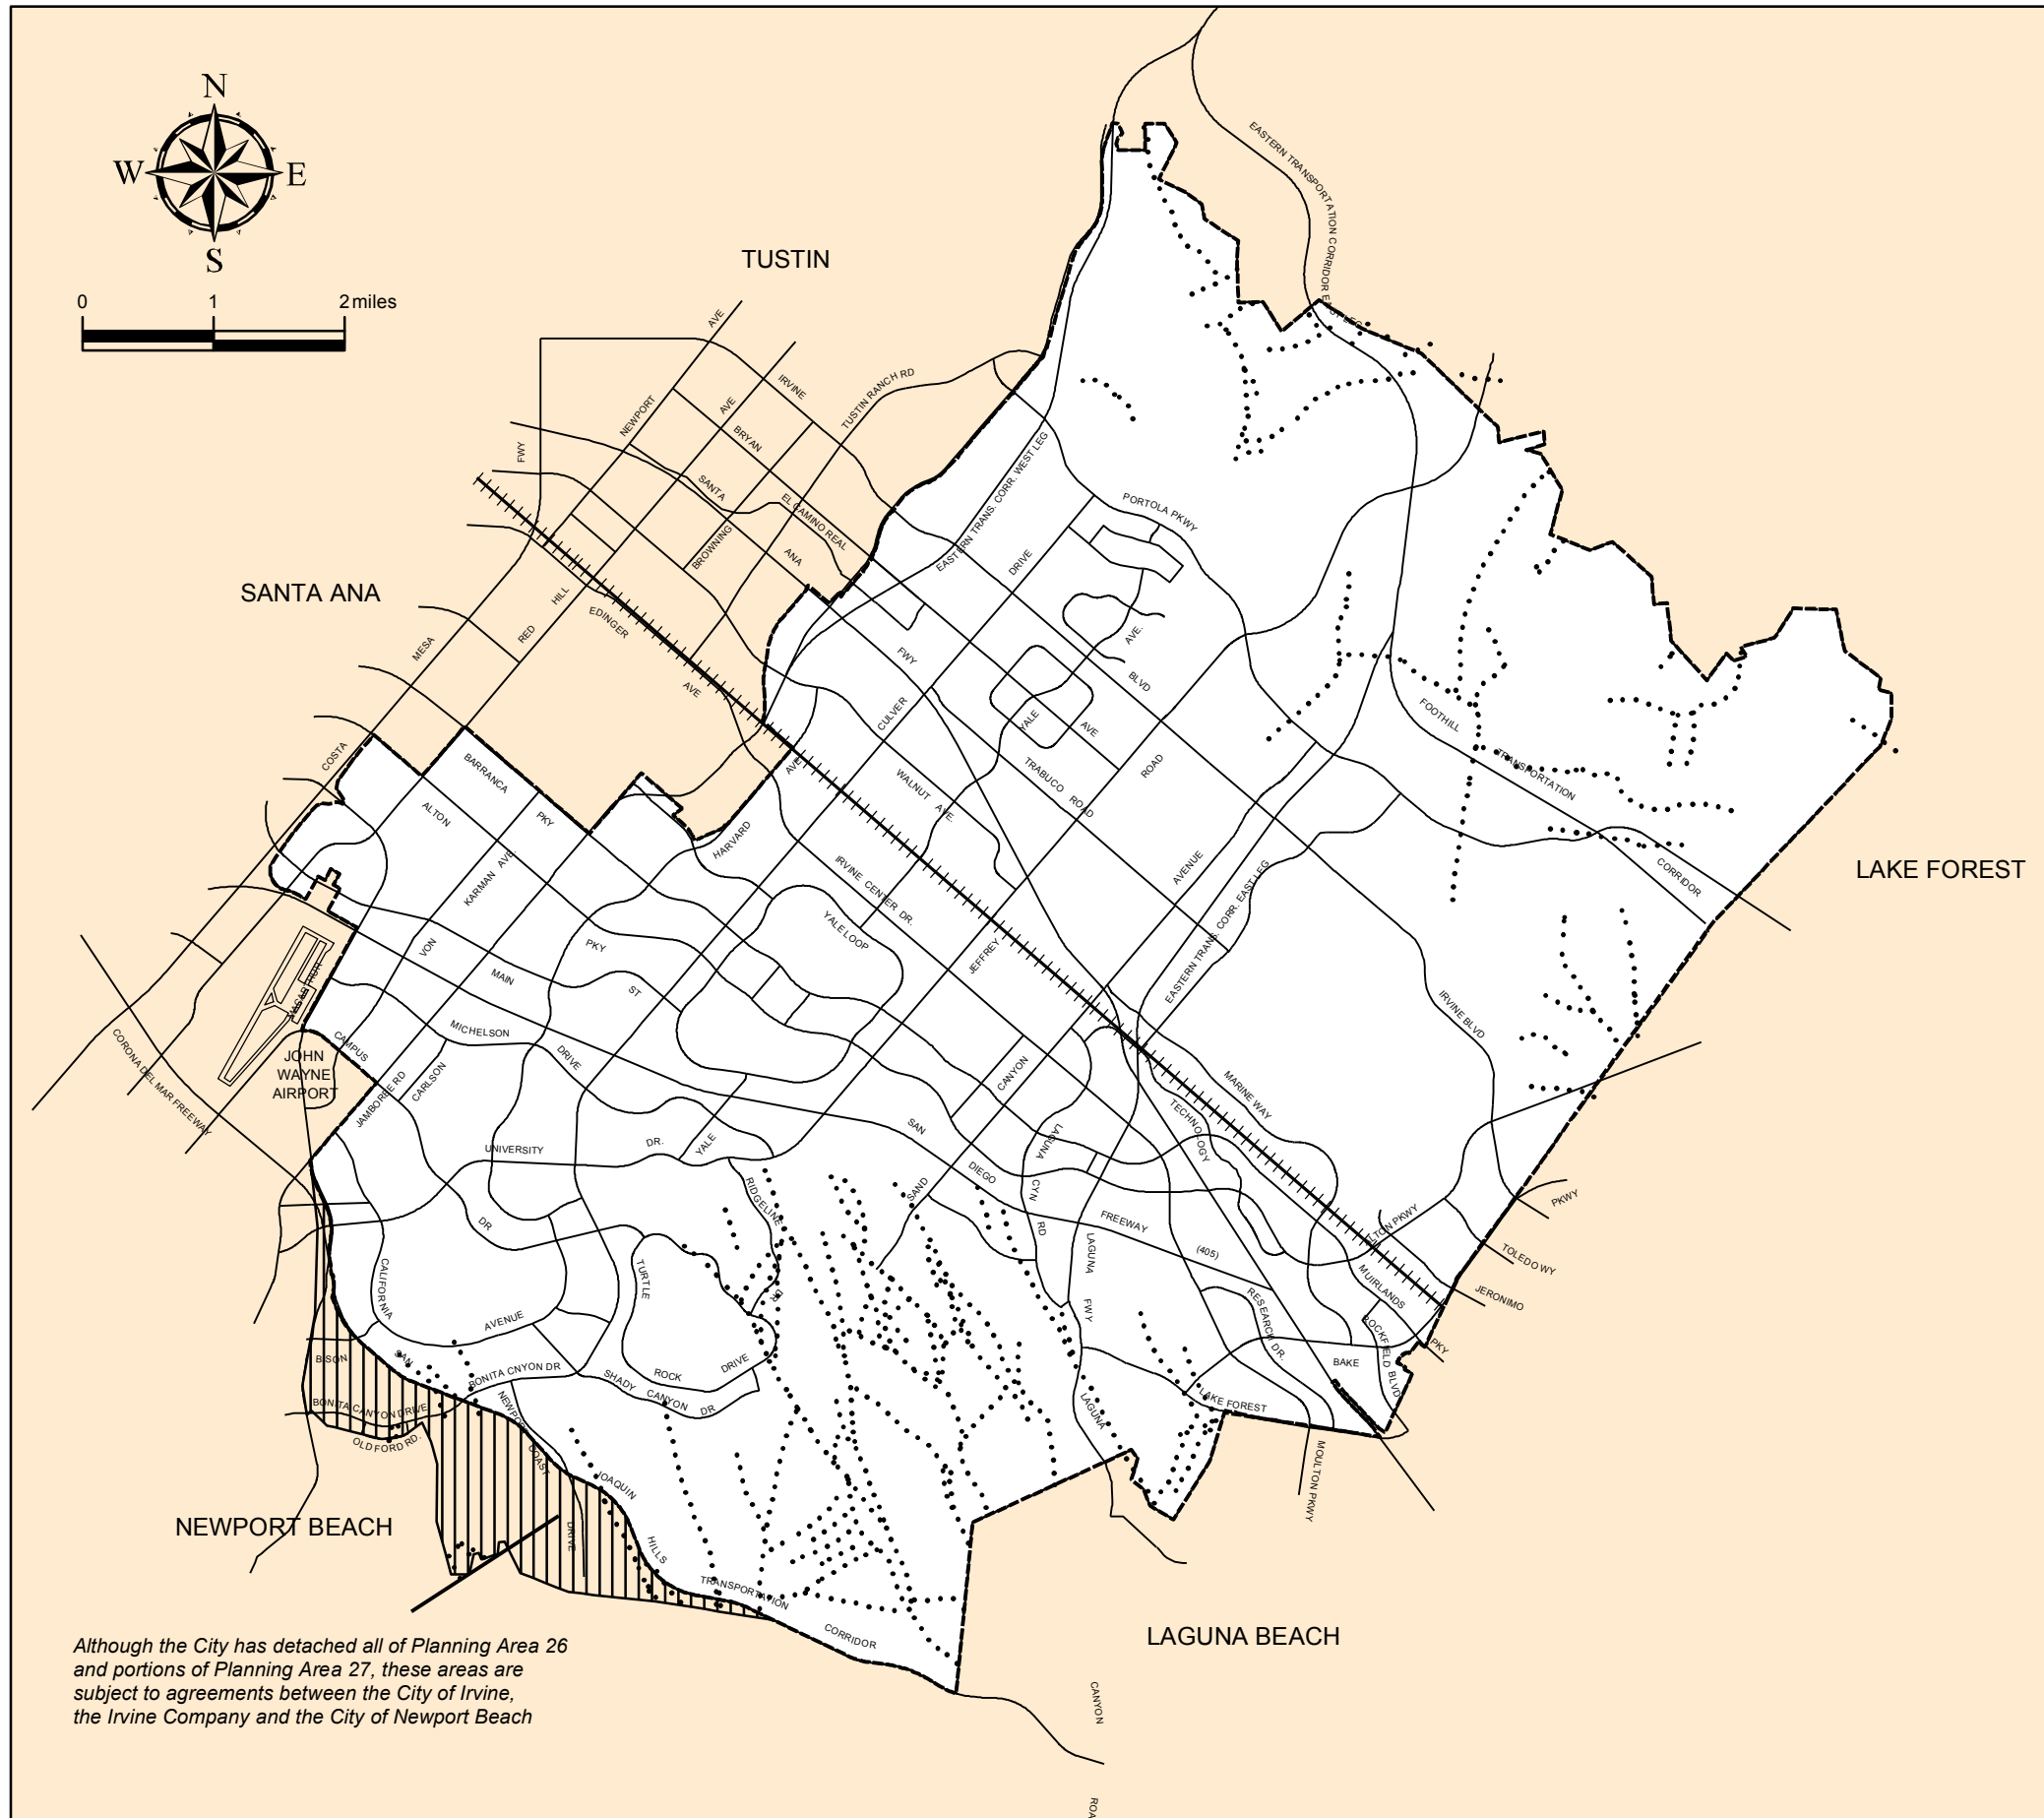 N
W
E
S
0 1 2 miles
TUSTIN
SANTA ANA
LAKE FOREST
NEWPORT BEACH
LAGUNA BEACH
JOHN
WAYNE
AIRPORT
EASTERN TRANSPORTATION CORRIDOR EAST LEG
AVE
NEWPORT
AVE
IRVINE
BRYAN
TUSTIN RANCH RD
FWY
SANTA
EL CAMINO REAL
BROWNING
ANA
EASTERN TRANS. CORR. WEST LEG
PORTOLA PKWY
DRIVE
HILL
RED
EDINGER
AVE
MESA
COSTA
FWY
AVE.
BLVD
CULVER
YALE
AVE
FOOTHILL
TRANSPORTATION
CORRIDOR
BARRANCA
PKY
ALTON
AVE
WALNUT AVE
TRABUCO ROAD
ROAD
HARVARD
KARMAN AVE.
VON
IRVINE CENTER DR.
AVENUE
EASTERN TRANS. CORR. EAST LEG
YALE LOOP
PKY
MAIN
ST
JEFFREY
IRVINE BLVD
MACARTHUR
CAMPUS
MICHELSON
DRIVE
CORONA DEL MAR FREEWAY
JAMBOREE RD
CARLSON
CANYON
MARINE WAY
TECHNOLOGY
UNIVERSITY
DR.
YALE
SAN
DIEGO
LAGUNA
CYN
RD
FREEWAY
(405)
SAND
RIDGELINE
DR
DR
ALTON PKWY
PKWY
TOLEDO WY
JERONIMO
MUIRLANDS
PKY
CALIFORNIA
AVENUE
TURTLE
ROCK
DRIVE
LAGUNA
FWY
RESEARCH DR.
ROCKFIELD BLVD
BAKE
LAKE FOREST
BISON
SAN
BONITA CNYON DR
SHADY
CANYON
DR
BONITA CANYON DRIVE
OLD FORD RD.
NEWPORT
COAST
DRIVE
JOAQUIN
HILLS
TRANSPORTATION
CORRIDOR
LAGUNA
MOULTON PKWY
CANYON
Although the City has detached all of Planning Area 26
and portions of Planning Area 27, these areas are
subject to agreements between the City of Irvine,
the Irvine Company and the City of Newport Beach